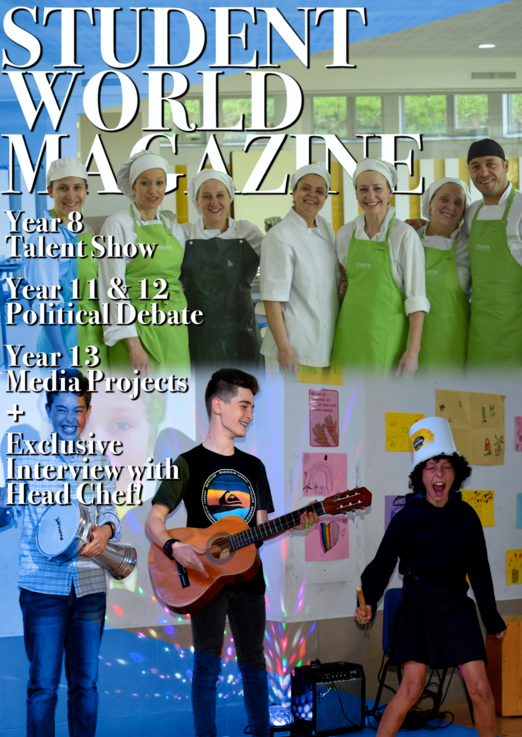 STUDENT
WORLD
MAGAZINE
Year 8
Talent Show
Year 11 & 12
Political Debate
Year 13
Media Projects
+
Exclusive
Interview with
Head Chef!